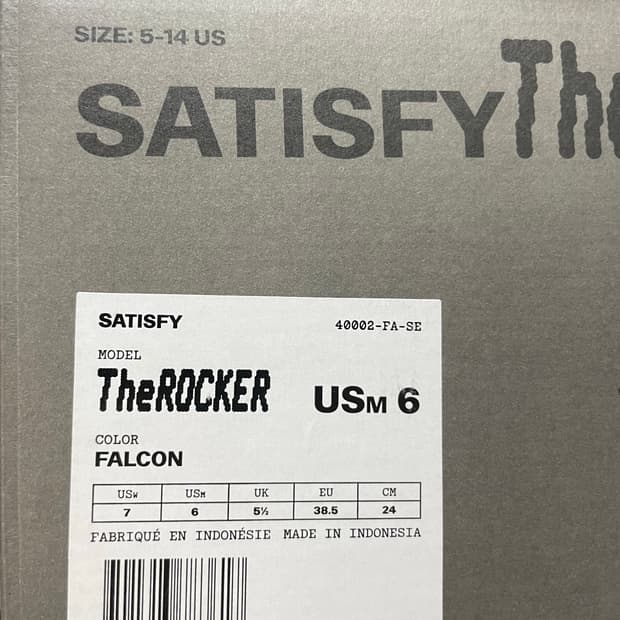 SIZE: 5-14 US
SATISFY The
SATISFY
40002-FA-SE
MODEL
TheROCKER
USM 6
COLOR
FALCON
USW USM UK EU CM
7 6 5½ 38.5 24
FABRIQUÉ EN INDONÉSIE MADE IN INDONESIA